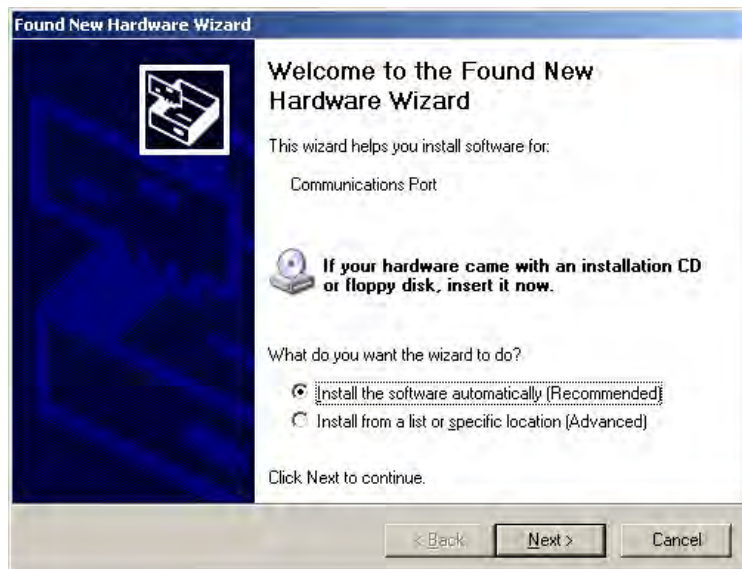 Found New Hardware Wizard
Welcome to the Found New
Hardware Wizard
This wizard helps you install software for:
Communications Port
If your hardware came with an installation CD
or floppy disk, insert it now.
What do you want the wizard to do?
Install the software automatically (Recommended)
Install from a list or specific location (Advanced)
Click Next to continue.
< Back Next > Cancel